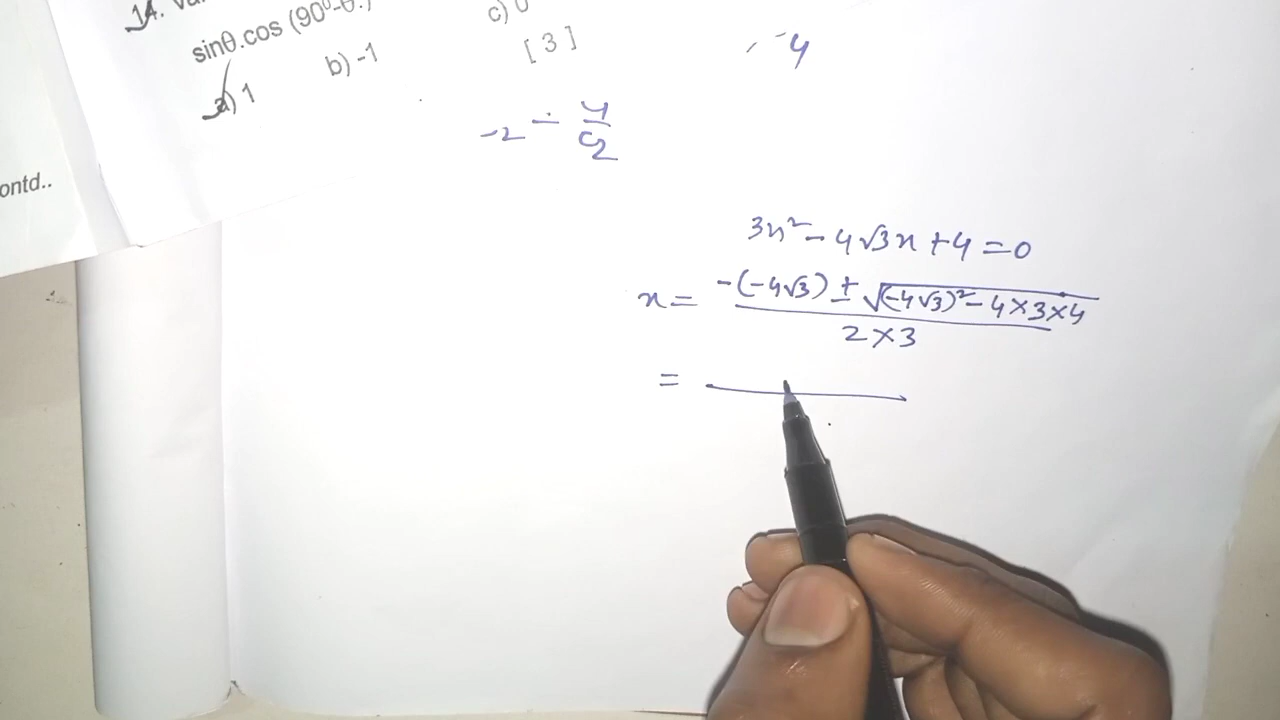 14.
sinθ.cos (90⁰-θ.)
a) 1 b) -1 c) 0
[ 3 ]
ontd..
-4
-2 = 4/c2
3x² - 4√3x + 4 = 0
x = -(-4√3) ± √(-4√3)² - 4×3×4 / 2×3
=